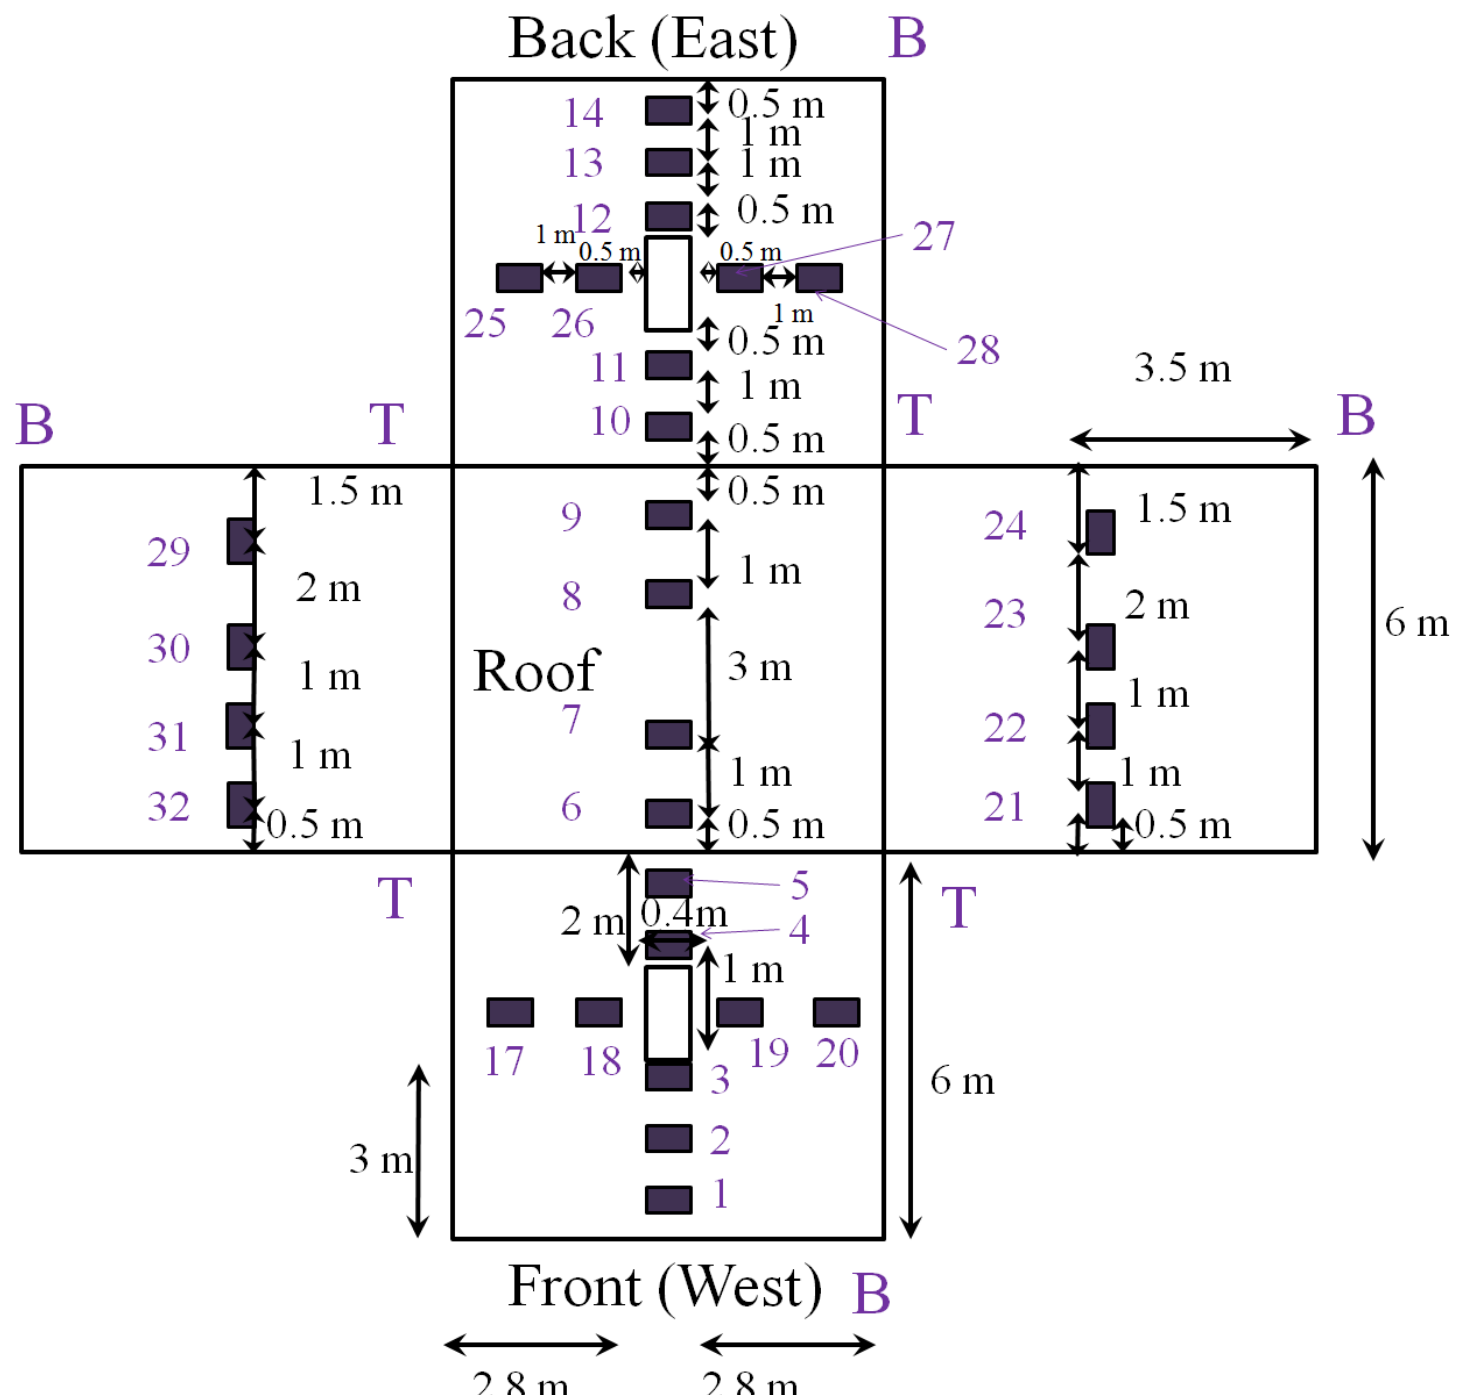 Back (East) B
14 0.5 m
1 m
13 1 m
12 0.5 m
27
1 m 0.5 m 0.5 m
25 26 1 m
28
0.5 m
11 1 m
3.5 m
10 0.5 m
B T T B
1.5 m 0.5 m 1.5 m
9 24
29 1 m
2 m 8 23 2 m
6 m
30 1 m Roof 3 m 1 m
31 7 22
1 m 1 m 1 m
32 0.5 m 6 0.5 m 21 0.5 m
T 5 T
2 m 0.4m 4
1 m
17 18 19 20
3 6 m
2
3 m
1
Front (West) B
2.8 m 2.8 m